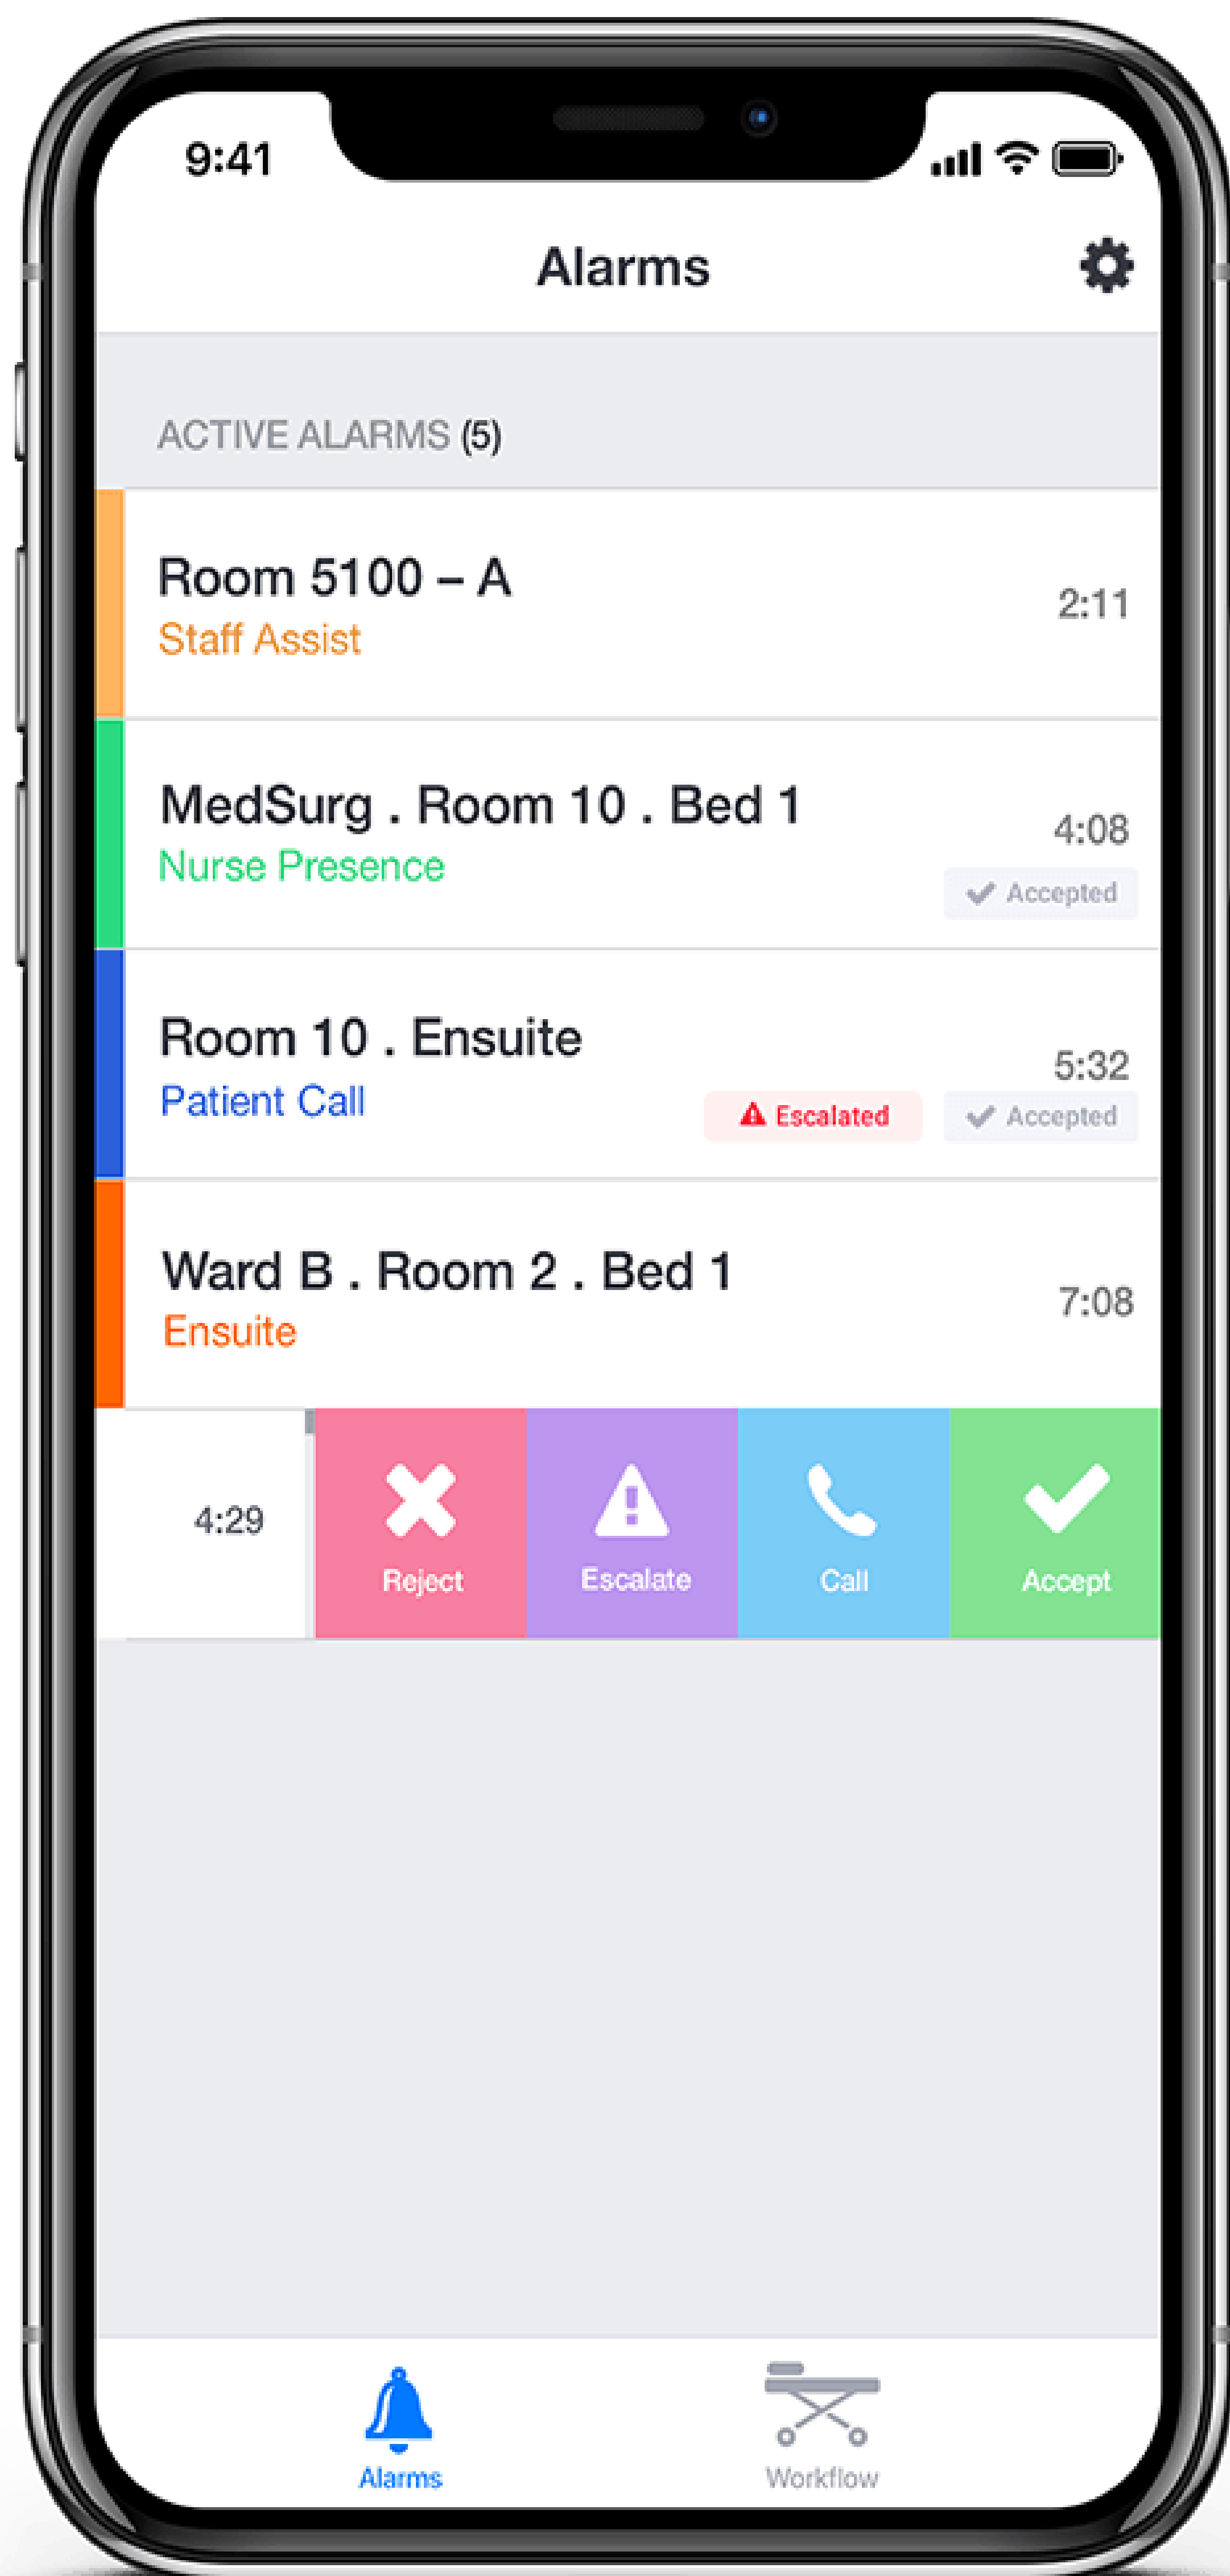 9:41
Alarms
ACTIVE ALARMS (5)
Room 5100 – A
Staff Assist
2:11
MedSurg . Room 10 . Bed 1
Nurse Presence
4:08
Accepted
Room 10 . Ensuite
Patient Call
5:32
Escalated
Accepted
Ward B . Room 2 . Bed 1
Ensuite
7:08
4:29
Reject
Escalate
Call
Accept
Alarms
Workflow